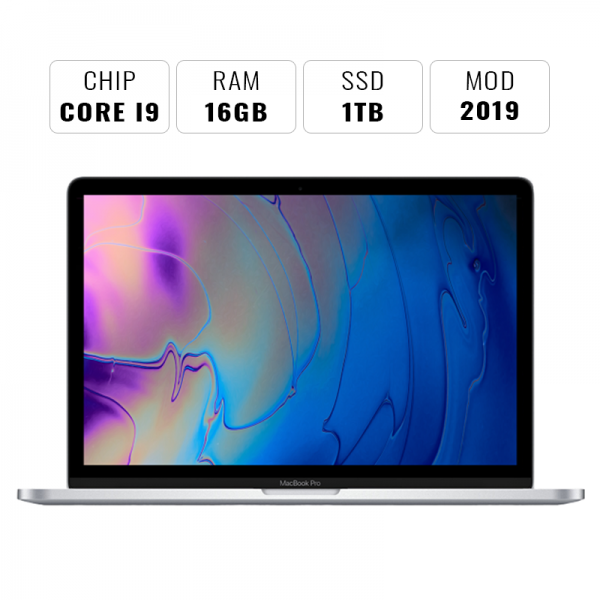 CHIP
CORE I9
RAM
16GB
SSD
1TB
MOD
2019
MacBook Pro